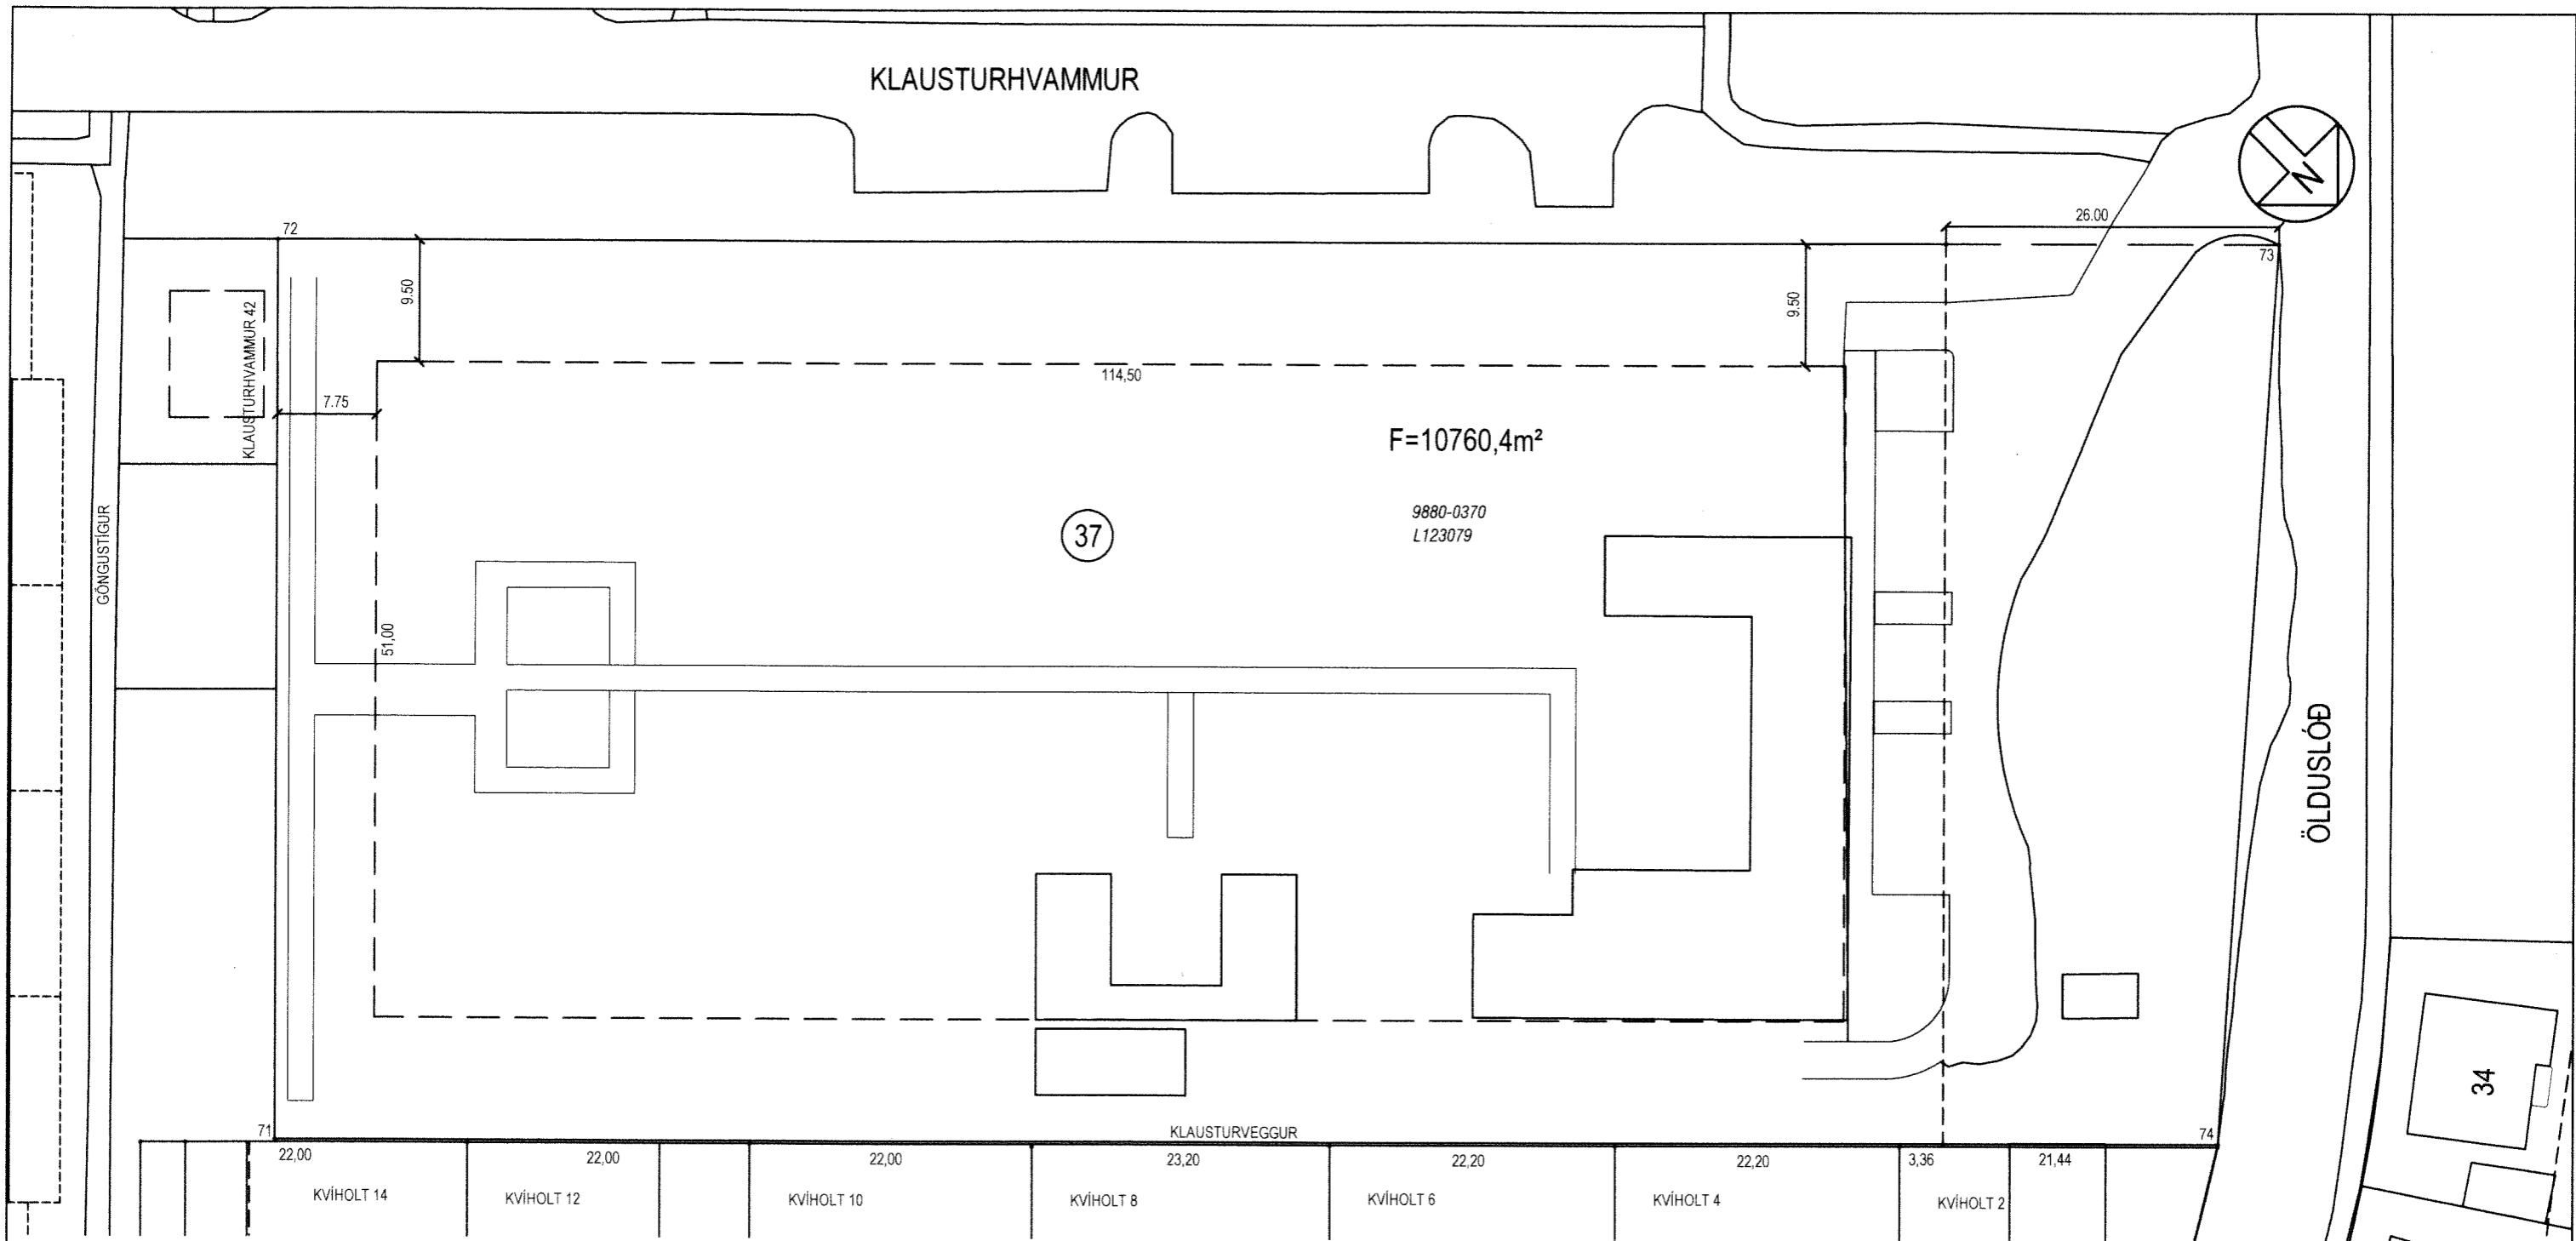 KLAUSTURHVAMMUR
N
72
26.00
73
9.50
9.50
KLAUSTURHVAMMUR 42
114,50
7.75
F=10760,4m²
9880-0370
L123079
37
GÖNGUSTÍGUR
51,00
ÖLDUSLÓÐ
34
71
KLAUSTURVEGGUR
74
22,00
22,00
22,00
23,20
22,20
22,20
3,36
21,44
KVÍHOLT 14
KVÍHOLT 12
KVÍHOLT 10
KVÍHOLT 8
KVÍHOLT 6
KVÍHOLT 4
KVÍHOLT 2